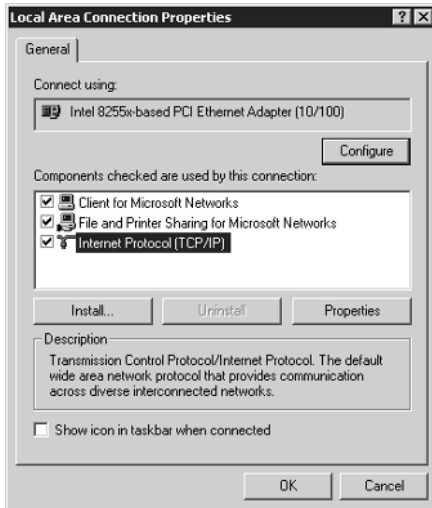 Local Area Connection Properties
General
Connect using:
Intel 8255x-based PCI Ethernet Adapter (10/100)
Configure
Components checked are used by this connection:
Client for Microsoft Networks
File and Printer Sharing for Microsoft Networks
Internet Protocol (TCP/IP)
Install... Uninstall Properties
Description
Transmission Control Protocol/Internet Protocol. The default
wide area network protocol that provides communication
across diverse interconnected networks.
Show icon in taskbar when connected
OK Cancel